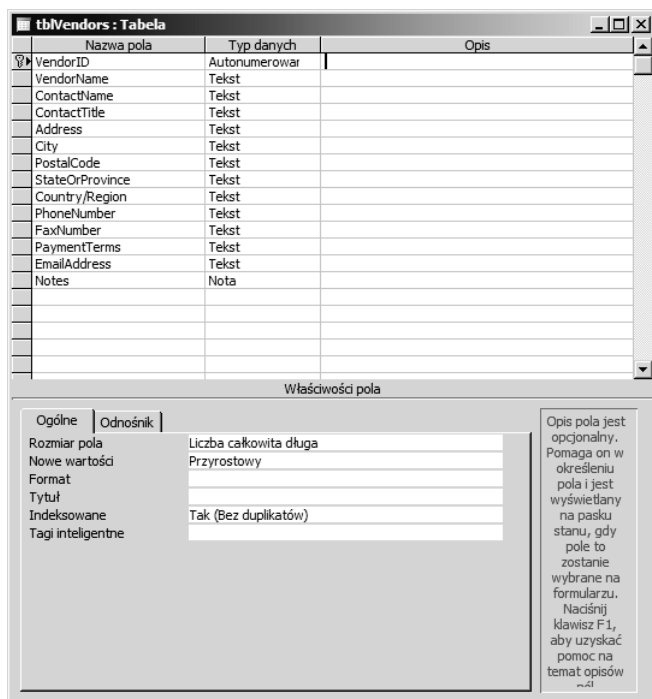 tblVendors : Tabela
Nazwa pola Typ danych Opis
VendorID Autonumerowar
VendorName Tekst
ContactName Tekst
ContactTitle Tekst
Address Tekst
City Tekst
PostalCode Tekst
StateOrProvince Tekst
Country/Region Tekst
PhoneNumber Tekst
FaxNumber Tekst
PaymentTerms Tekst
EmailAddress Tekst
Notes Nota
Właściwości pola
Ogólne Odnośnik
Rozmiar pola Liczba całkowita długa
Nowe wartości Przyrostowy
Format
Tytuł
Indeksowane Tak (Bez duplikatów)
Tagi inteligentne
Opis pola jest
opcjonalny.
Pomaga on w
określeniu
pola i jest
wyświetlany
na pasku
stanu, gdy
pole to
zostanie
wybrane na
formularzu.
Naciśnij
klawisz F1,
aby uzyskać
pomoc na
temat opisów